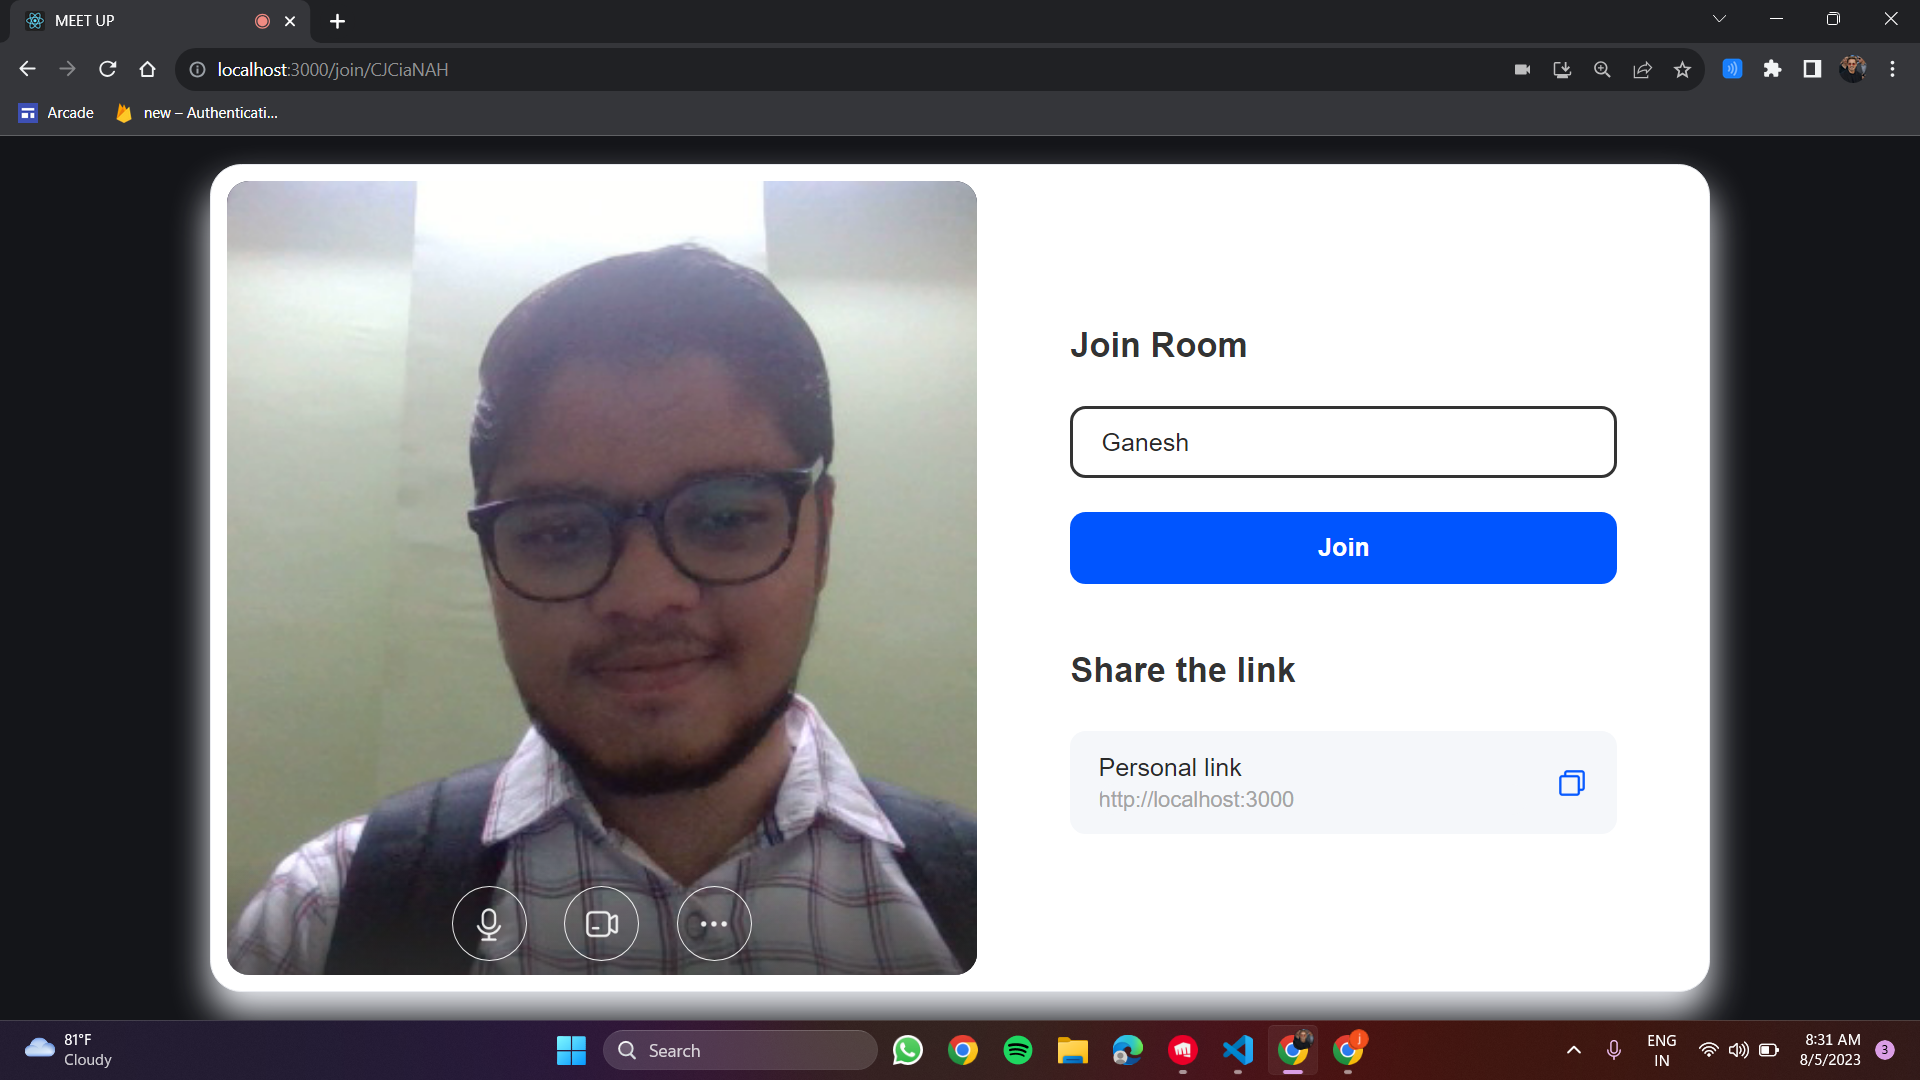 MEET UP
localhost:3000/join/CJCiaNAH
Arcade
new – Authenticati...
Join Room
Ganesh
Join
Share the link
Personal link
http://localhost:3000
81°F
Cloudy
Search
j
ENG
IN
8:31 AM
8/5/2023
3